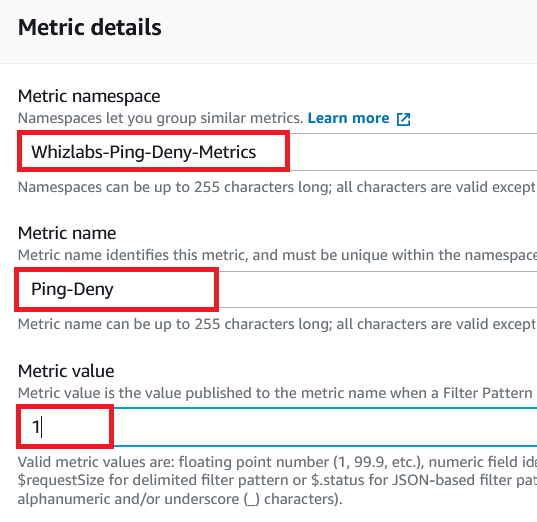 Metric details
Metric namespace
Namespaces let you group similar metrics. Learn more
Whizlabs-Ping-Deny-Metrics
Namespaces can be up to 255 characters long; all characters are valid except
Metric name
Metric name identifies this metric, and must be unique within the namespace
Ping-Deny
Metric name can be up to 255 characters long; all characters are valid except
Metric value
Metric value is the value published to the metric name when a Filter Pattern
1
Valid metric values are: floating point number (1, 99.9, etc.), numeric field ide
$requestSize for delimited filter pattern or $.status for JSON-based filter pat
alphanumeric and/or underscore (_) characters).